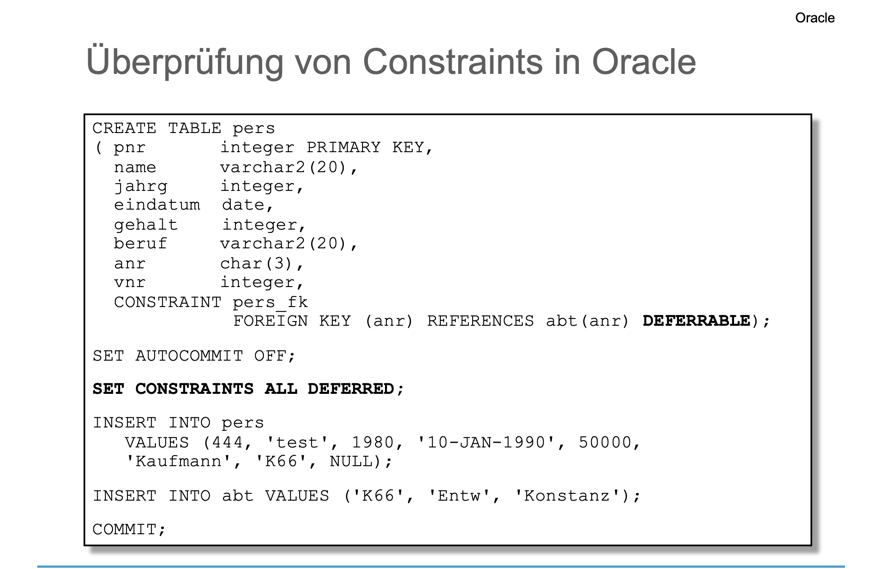 Oracle
Überprüfung von Constraints in Oracle
CREATE TABLE pers
( pnr       integer PRIMARY KEY,
  name      varchar2(20),
  jahrg     integer,
  eindatum  date,
  gehalt    integer,
  beruf     varchar2(20),
  anr       char(3),
  vnr       integer,
  CONSTRAINT pers_fk
             FOREIGN KEY (anr) REFERENCES abt(anr) DEFERRABLE);
SET AUTOCOMMIT OFF;
SET CONSTRAINTS ALL DEFERRED;
INSERT INTO pers
   VALUES (444, 'test', 1980, '10-JAN-1990', 50000,
   'Kaufmann', 'K66', NULL);
INSERT INTO abt VALUES ('K66', 'Entw', 'Konstanz');
COMMIT;